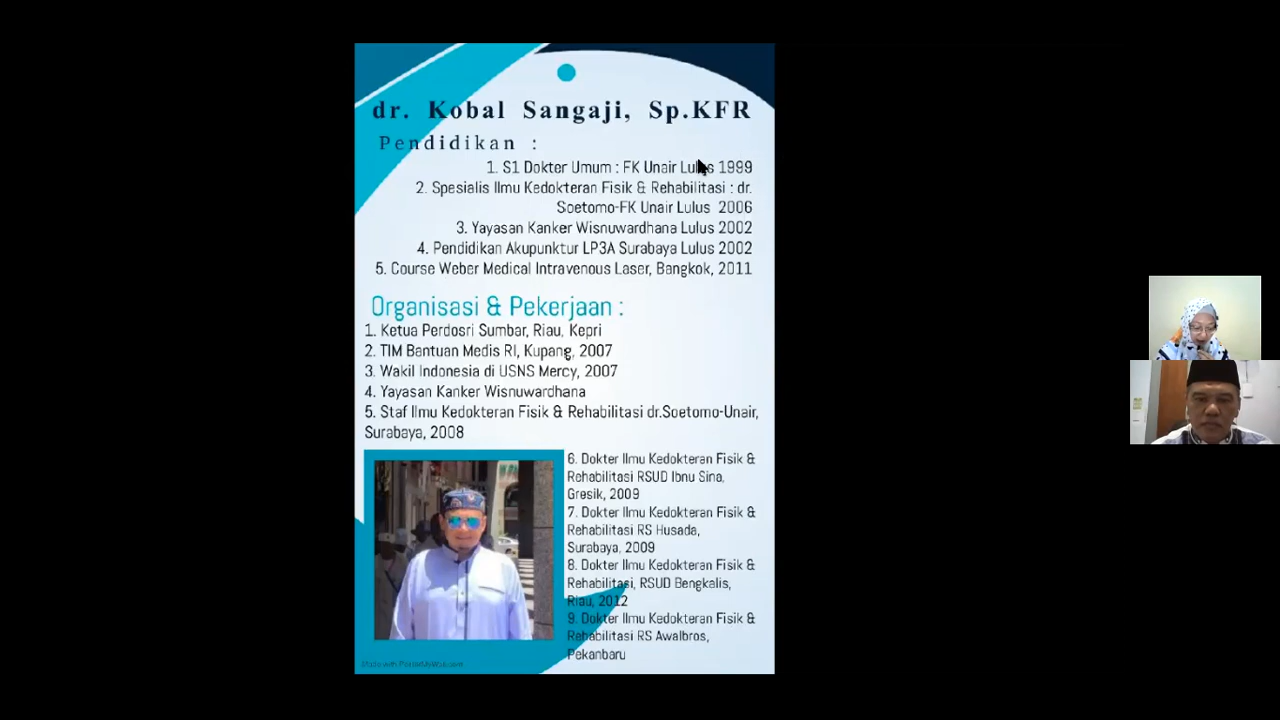 dr. Kobal Sangaji, Sp.KFR
Pendidikan :
1. S1 Dokter Umum : FK Unair Lulus 1999
2. Spesialis Ilmu Kedokteran Fisik & Rehabilitasi : dr.
Soetomo-FK Unair Lulus 2006
3. Yayasan Kanker Wisnuwardhana Lulus 2002
4. Pendidikan Akupunktur LP3A Surabaya Lulus 2002
5. Course Weber Medical Intravenous Laser, Bangkok, 2011
Organisasi & Pekerjaan :
1. Ketua Perdosri Sumbar, Riau, Kepri
2. TIM Bantuan Medis RI, Kupang, 2007
3. Wakil Indonesia di USNS Mercy, 2007
4. Yayasan Kanker Wisnuwardhana
5. Staf Ilmu Kedokteran Fisik & Rehabilitasi dr.Soetomo-Unair,
Surabaya, 2008
6. Dokter Ilmu Kedokteran Fisik &
Rehabilitasi RSUD Ibnu Sina,
Gresik, 2009
7. Dokter Ilmu Kedokteran Fisik &
Rehabilitasi RS Husada,
Surabaya, 2009
8. Dokter Ilmu Kedokteran Fisik &
Rehabilitasi, RSUD Bengkalis,
Riau, 2012
9. Dokter Ilmu Kedokteran Fisik &
Rehabilitasi RS Awalbros,
Pekanbaru
Made with PosterMyWall.com